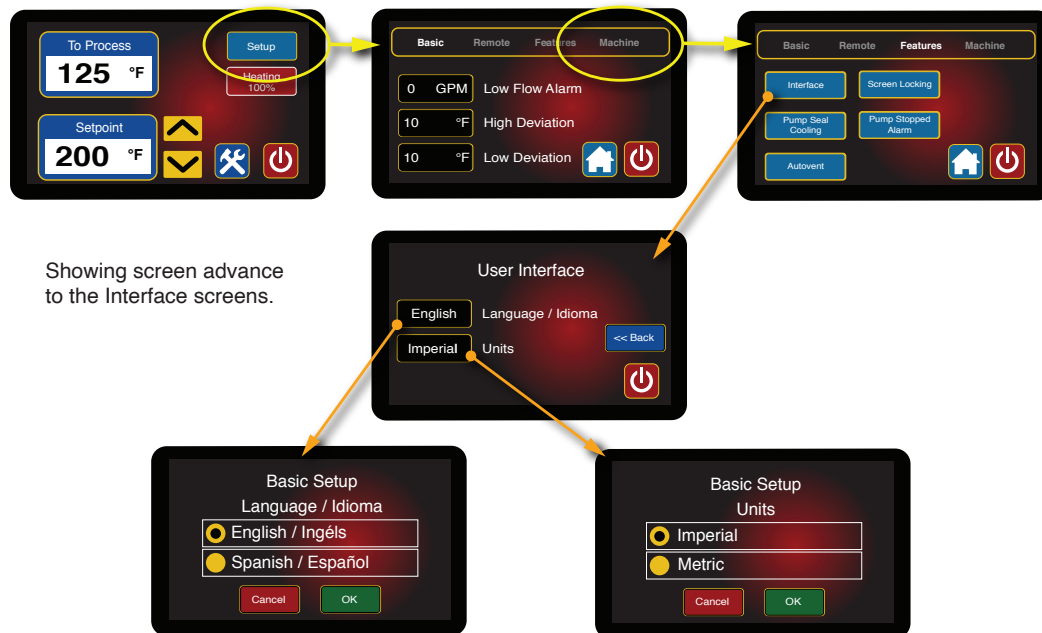 To Process
125 °F
Setup
Heating
100%
Setpoint
200 °F
Basic Remote Features Machine
0 GPM Low Flow Alarm
10 °F High Deviation
10 °F Low Deviation
Basic Remote Features Machine
Interface Screen Locking
Pump Seal
Cooling
Pump Stopped
Alarm
Autovent
Showing screen advance
to the Interface screens.
User Interface
English Language / Idioma
<< Back
Imperial Units
Basic Setup
Language / Idioma
English / Ingéls
Spanish / Español
Cancel OK
Basic Setup
Units
Imperial
Metric
Cancel OK